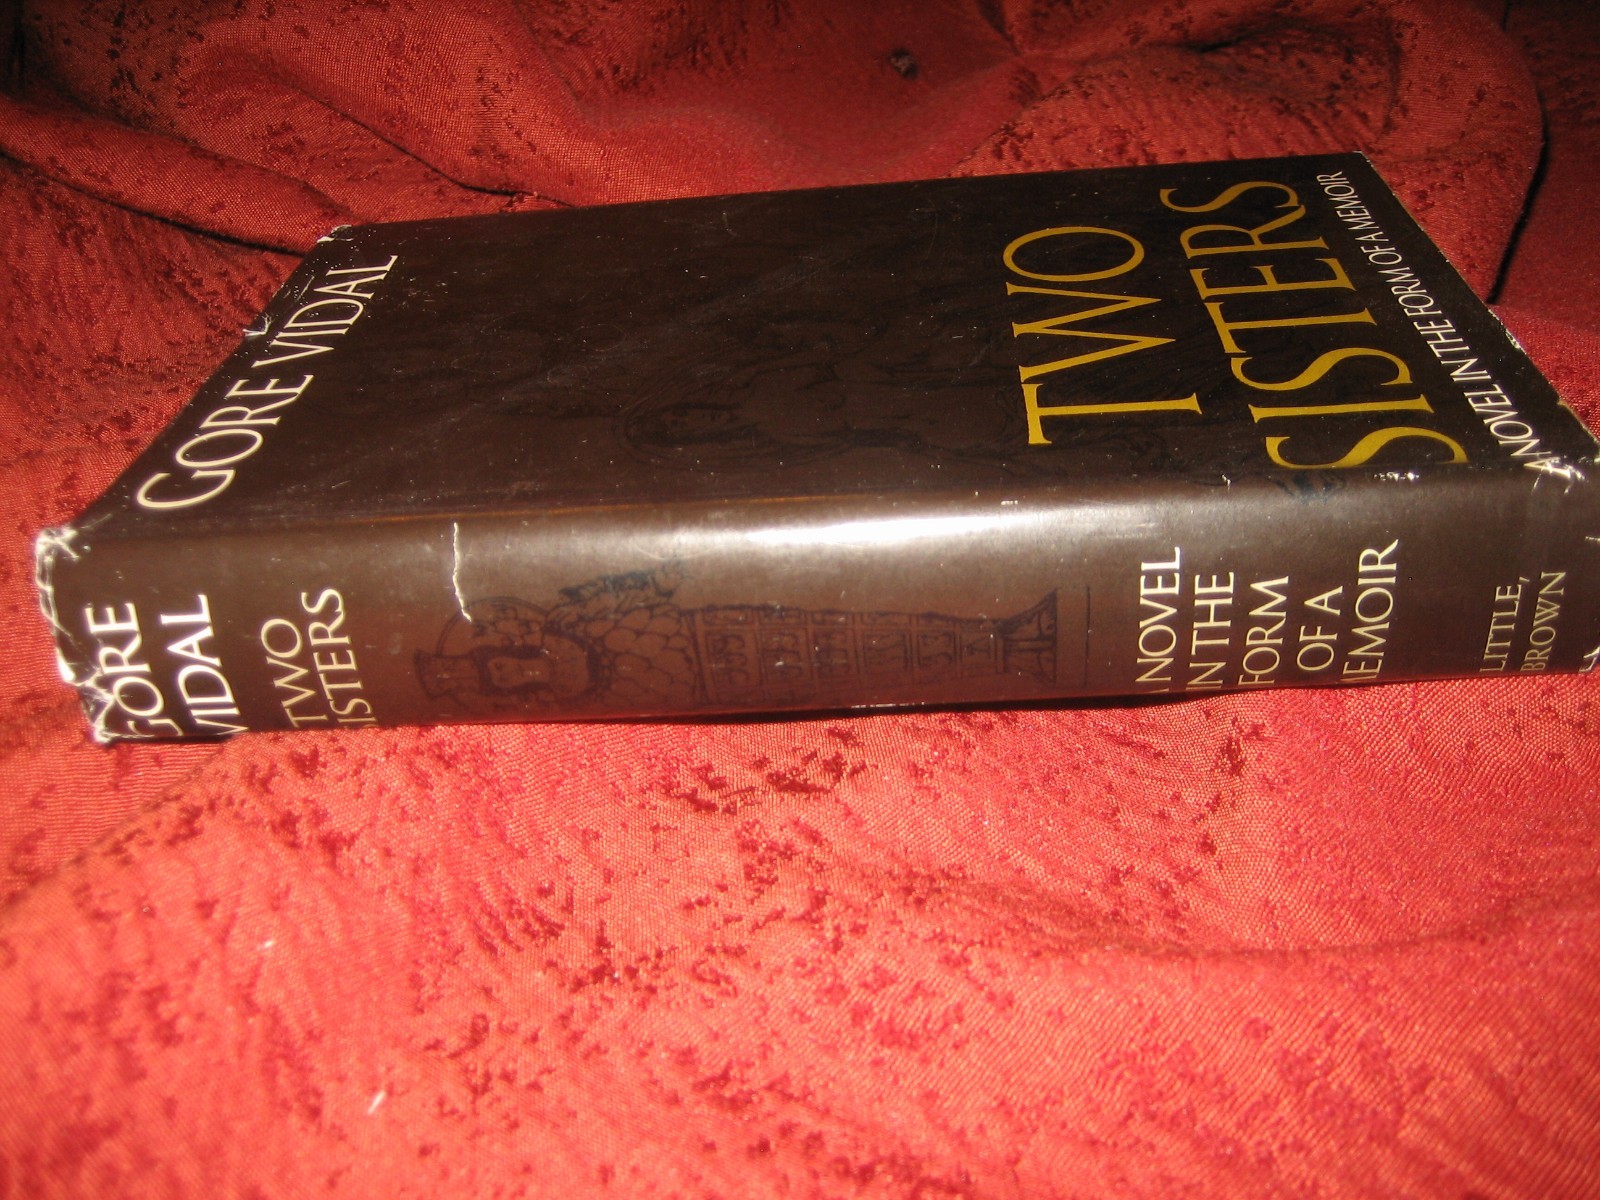 GORE VIDAL
TWO
SISTERS
A NOVEL IN THE FORM OF A MEMOIR
GORE
VIDAL
TWO
SISTERS
A NOVEL
IN THE
FORM
OF A
MEMOIR
LITTLE,
BROWN